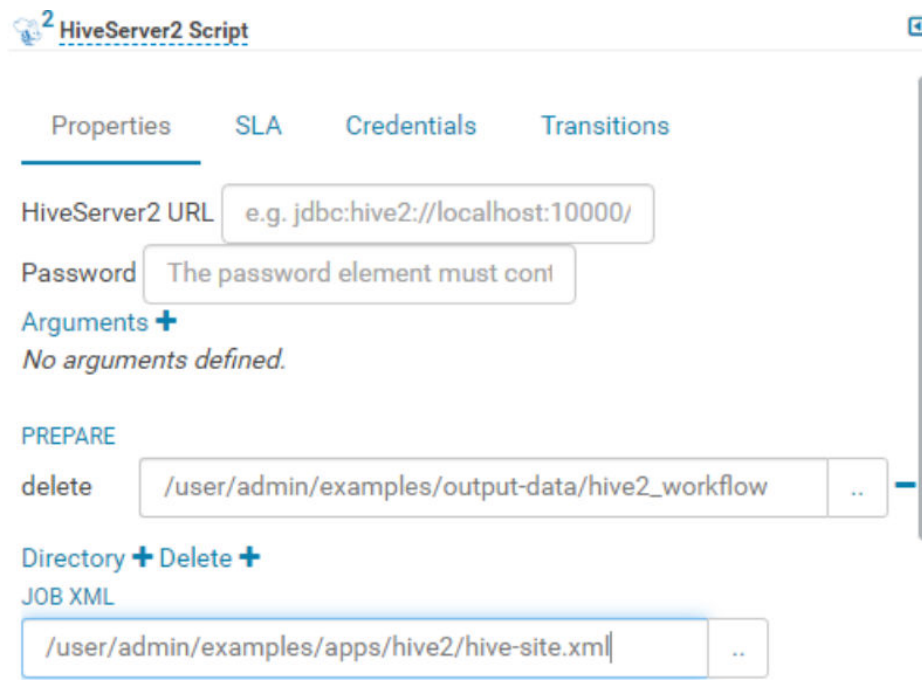 2 HiveServer2 Script
Properties SLA Credentials Transitions
HiveServer2 URL e.g. jdbc:hive2://localhost:10000/
Password The password element must cont
Arguments +
No arguments defined.
PREPARE
delete /user/admin/examples/output-data/hive2_workflow .. -
Directory + Delete +
JOB XML
/user/admin/examples/apps/hive2/hive-site.xml ..